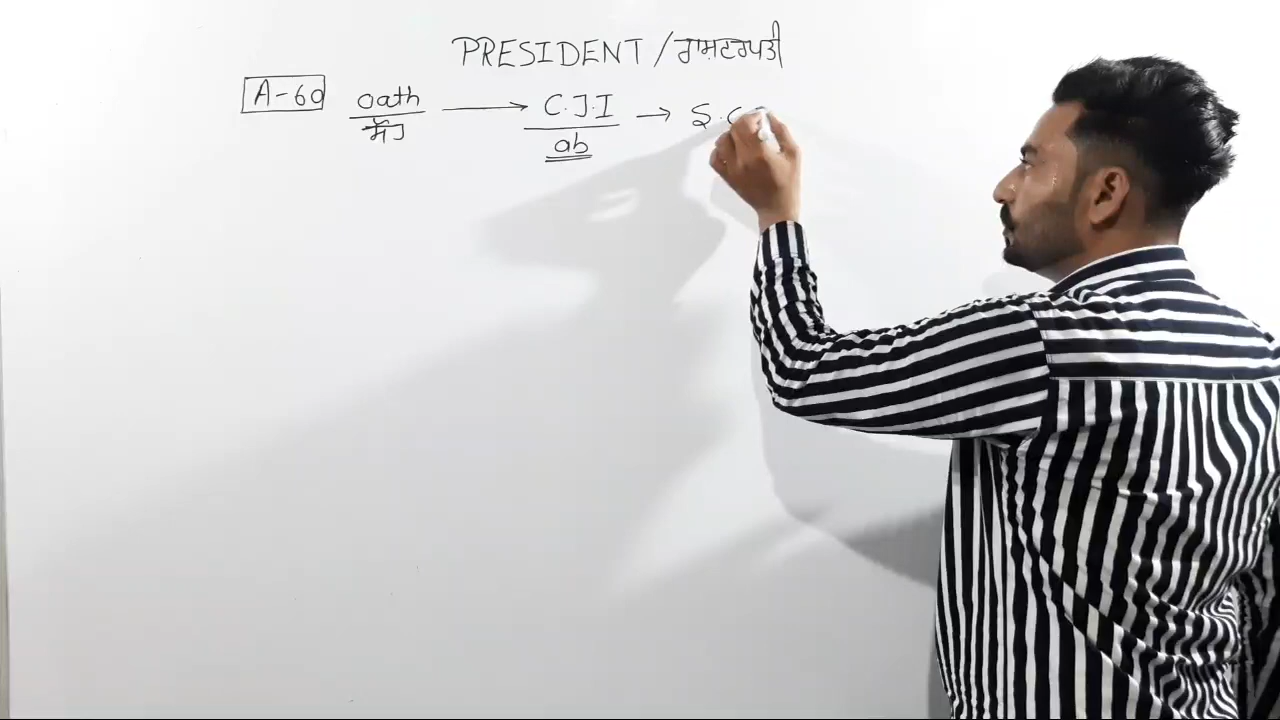 PRESIDENT / ਰਾਸ਼ਟਰਪਤੀ
A-60 oath → C.J.I → S.C
ab